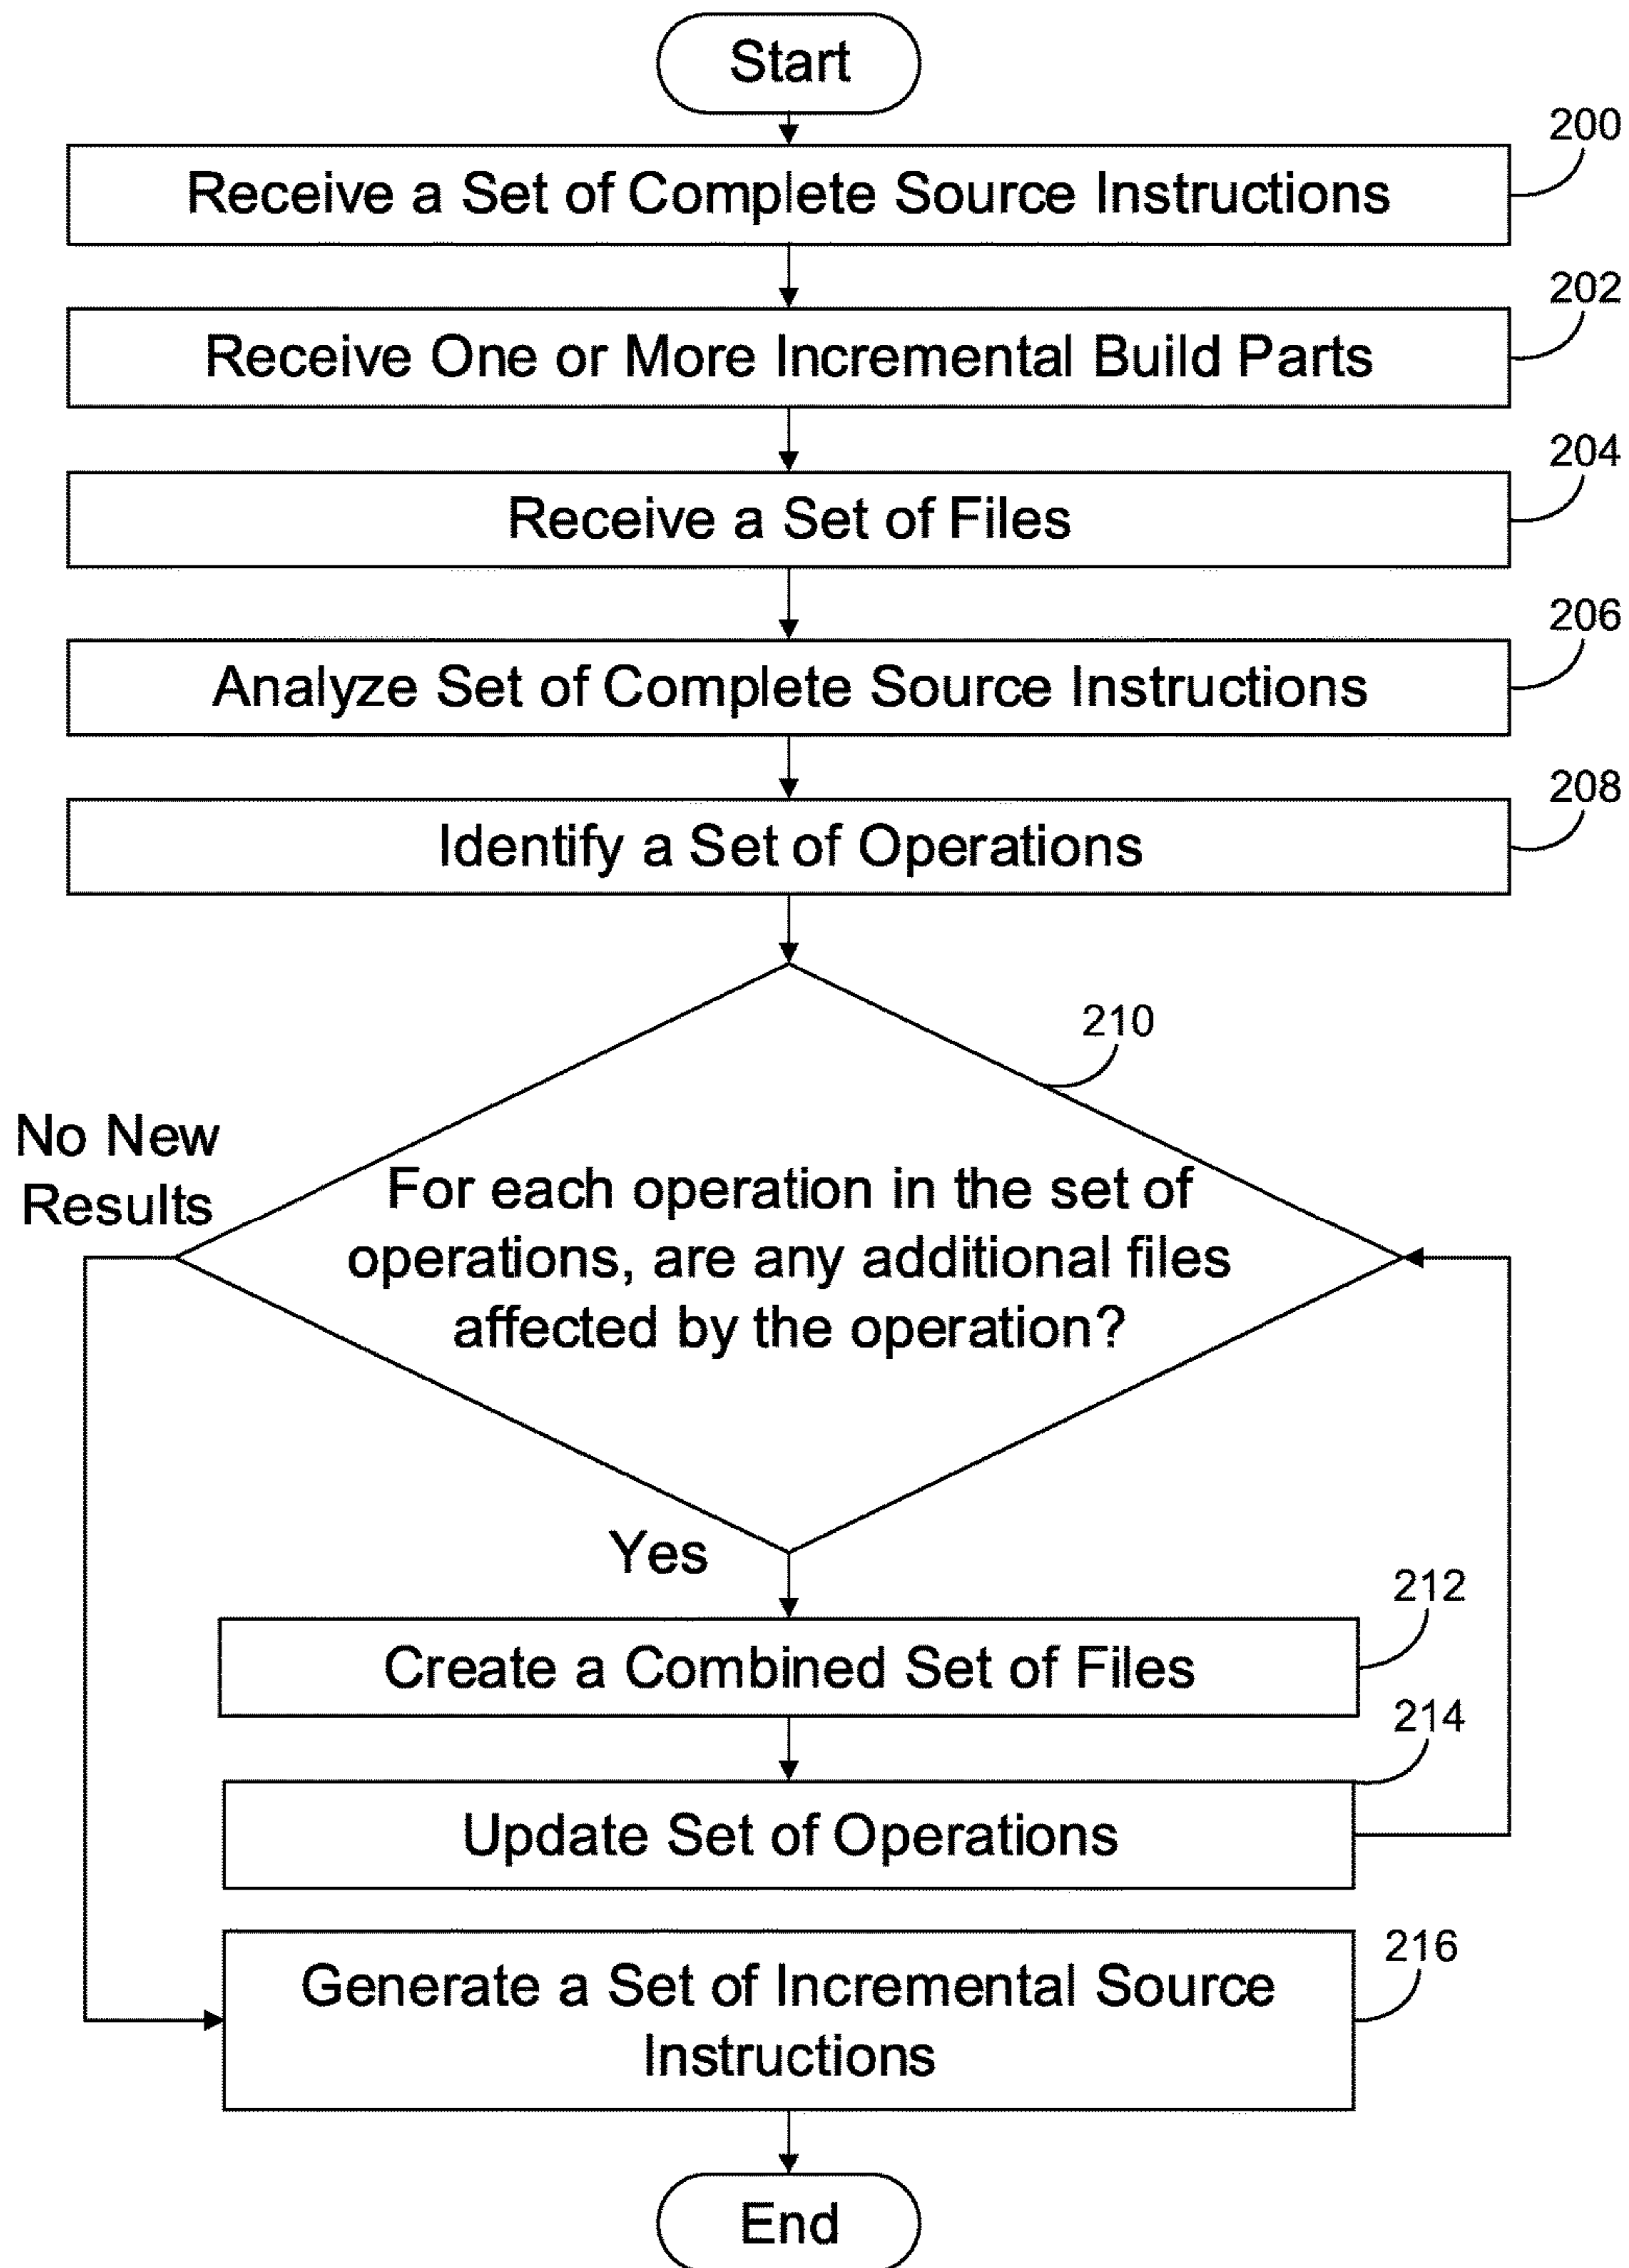 Start
200
Receive a Set of Complete Source Instructions
202
Receive One or More Incremental Build Parts
204
Receive a Set of Files
206
Analyze Set of Complete Source Instructions
208
Identify a Set of Operations
210
No New
Results
For each operation in the set of
operations, are any additional files
affected by the operation?
Yes
212
Create a Combined Set of Files
214
Update Set of Operations
216
Generate a Set of Incremental Source
Instructions
End